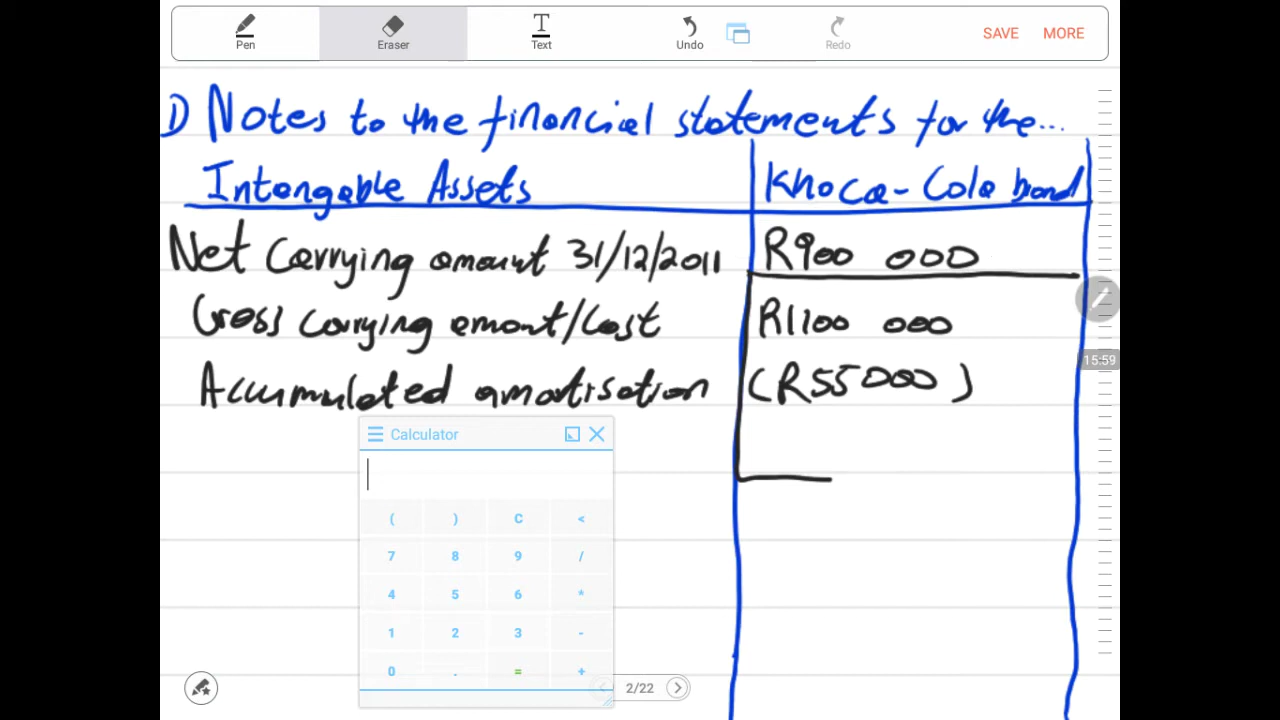 Pen Eraser Text Undo Redo SAVE MORE
1) Notes to the financial statements for the...
Intangable Assets Khoca-Cola brand
Net Carrying amount 31/12/2011 R900 000
Gross Carrying amount/Cost R1100 000
15:59
Accumulated amortisation (R55000)
Calculator
( ) C <
7 8 9 /
4 5 6 *
1 2 3 -
0 . = +
2/22